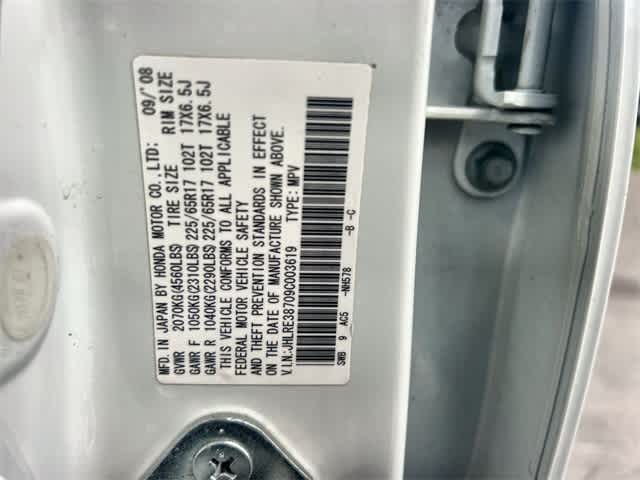 MFD. IN JAPAN BY HONDA MOTOR CO., LTD: 09/'08
GVWR 2070KG(4560LBS) TIRE SIZE RIM SIZE
GAWR F 1050KG(2310LBS) 225/65R17 102T 17X6.5J
GAWR R 1040KG(2290LBS) 225/65R17 102T 17X6.5J
THIS VEHICLE CONFORMS TO ALL APPLICABLE
FEDERAL MOTOR VEHICLE SAFETY
AND THEFT PREVENTION STANDARDS IN EFFECT
ON THE DATE OF MANUFACTURE SHOWN ABOVE.
V.I.N:JHLRE38709C003619 TYPE: MPV
SWB 9 AC5 -NH578 -B -C